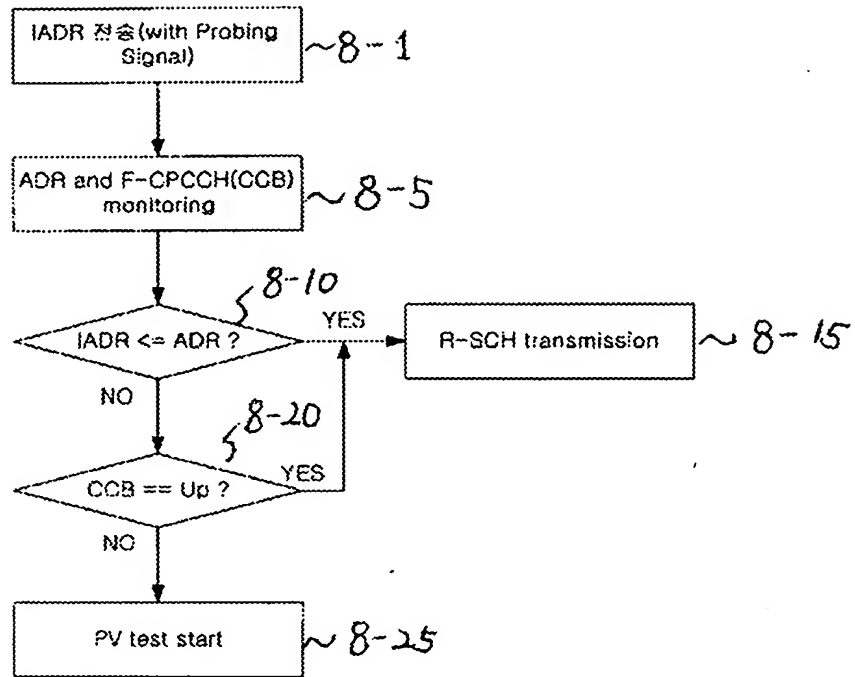 IADR 전송(with Probing
Signal)
~8-1
ADR and F-CPCCH(CCB)
monitoring
~8-5
8-10
IADR <= ADR ?
YES
R-SCH transmission
~8-15
NO
8-20
CCB == Up ?
YES
NO
PV test start
~8-25